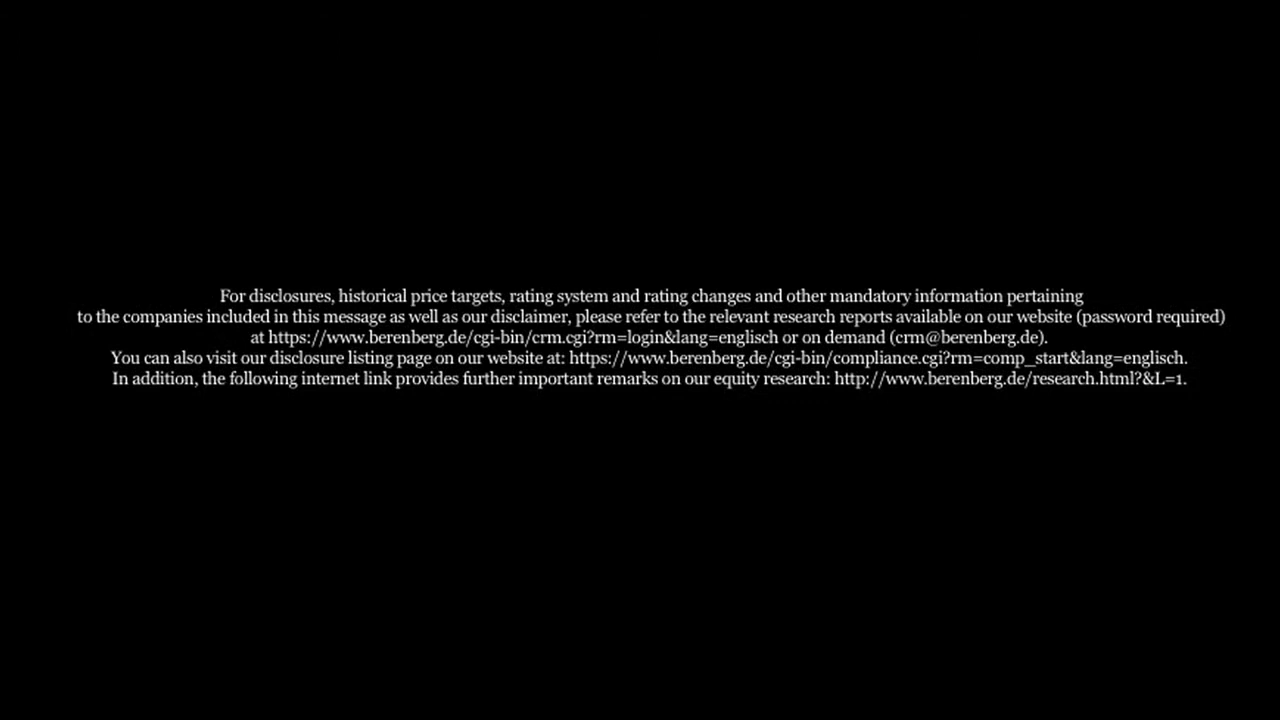 For disclosures, historical price targets, rating system and rating changes and other mandatory information pertaining
to the companies included in this message as well as our disclaimer, please refer to the relevant research reports available on our website (password required)
at https://www.berenberg.de/cgi-bin/crm.cgi?rm=login&lang=englisch or on demand (crm@berenberg.de).
You can also visit our disclosure listing page on our website at: https://www.berenberg.de/cgi-bin/compliance.cgi?rm=comp_start&lang=englisch.
In addition, the following internet link provides further important remarks on our equity research: http://www.berenberg.de/research.html?&L=1.